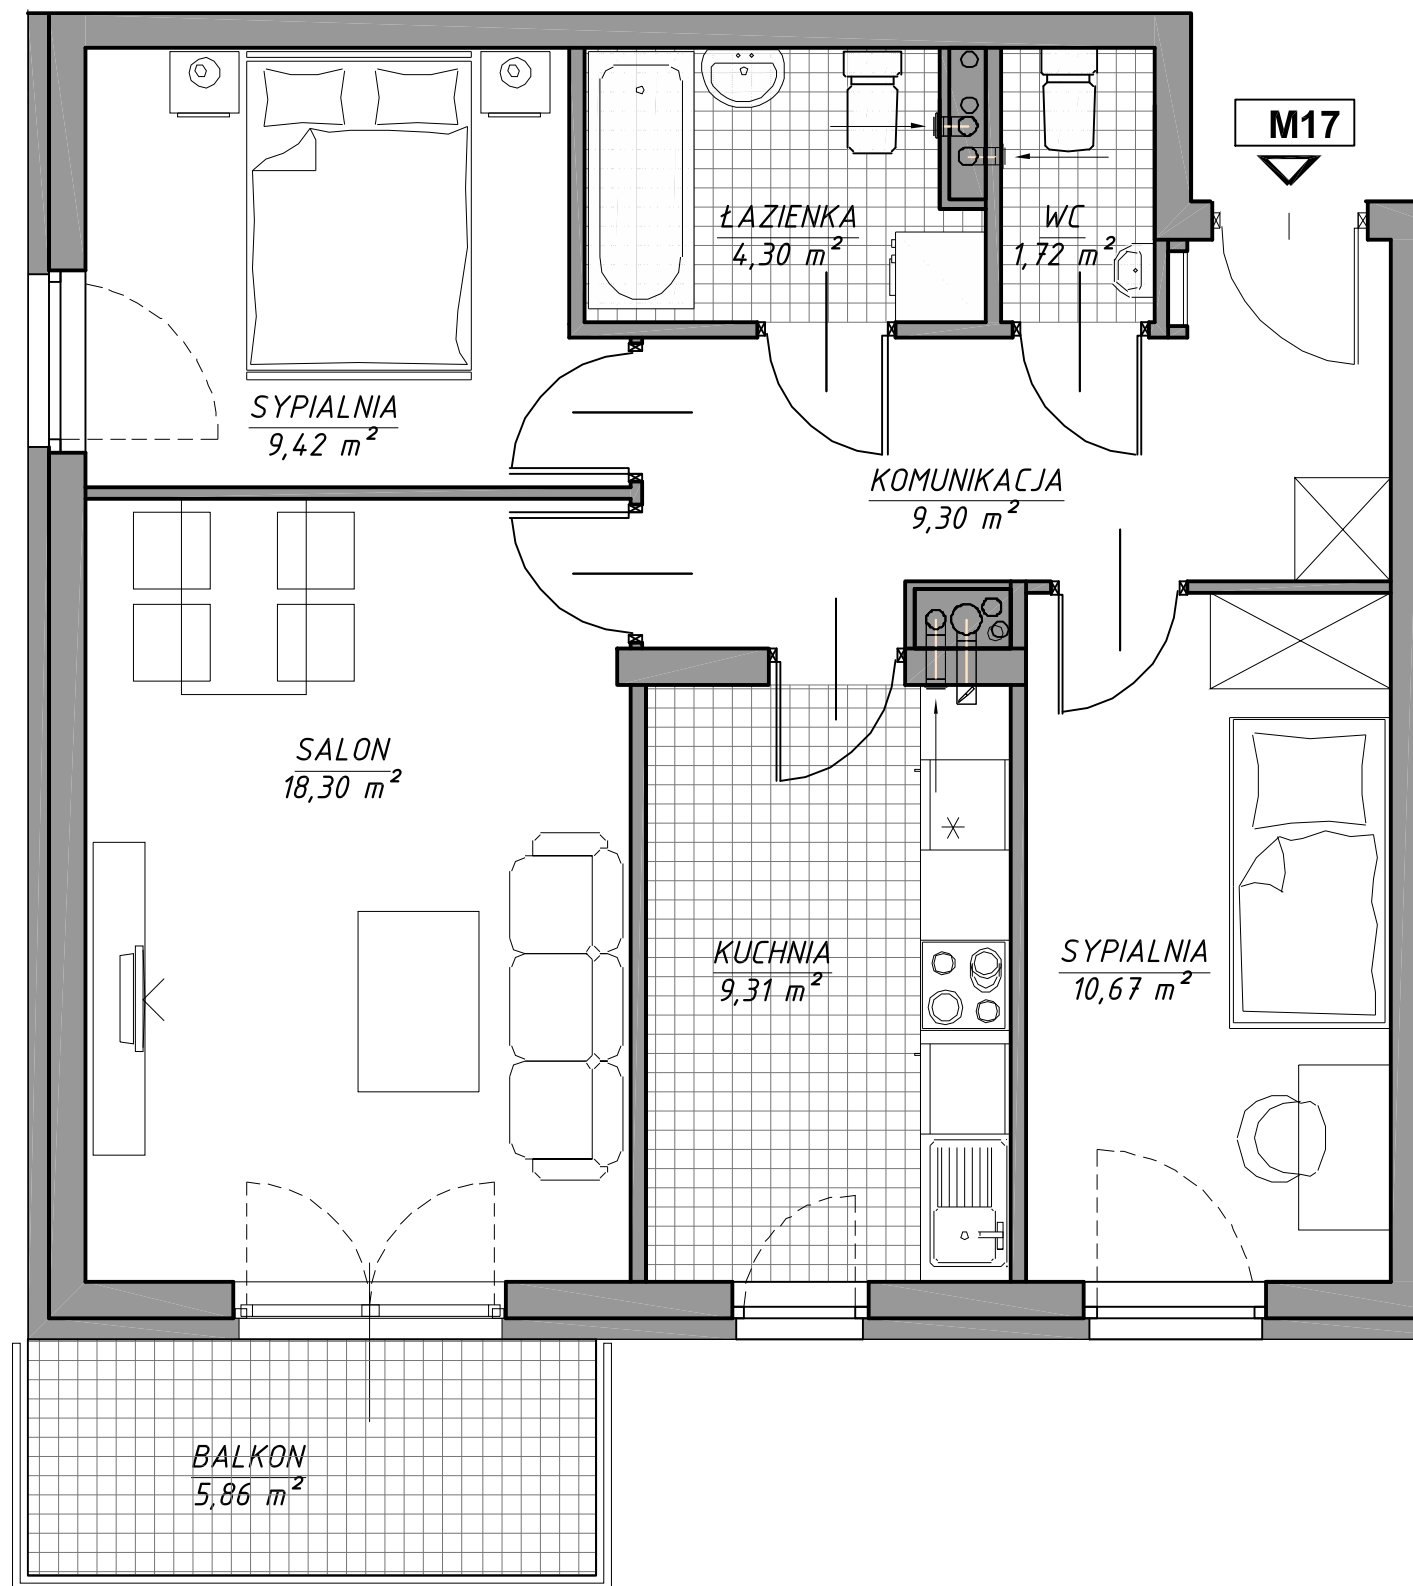 M17
ŁAZIENKA
4,30 m²
WC
1,72 m²
SYPIALNIA
9,42 m²
KOMUNIKACJA
9,30 m²
SALON
18,30 m²
KUCHNIA
9,31 m²
SYPIALNIA
10,67 m²
BALKON
5,86 m²